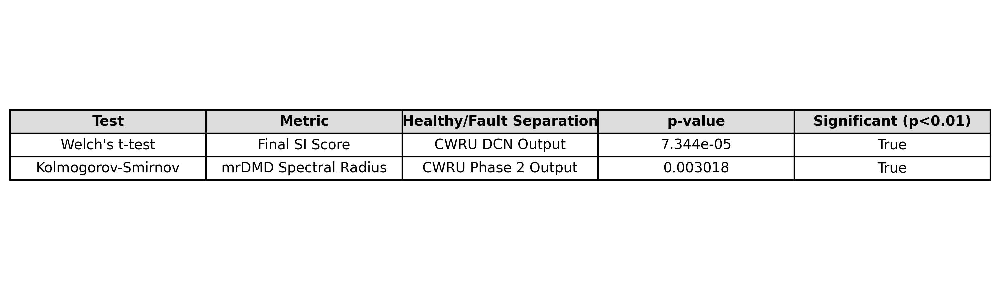 Test Metric Healthy/Fault Separation p-value Significant (p<0.01)
Welch's t-test Final SI Score CWRU DCN Output 7.344e-05 True
Kolmogorov-Smirnov mrDMD Spectral Radius CWRU Phase 2 Output 0.003018 True